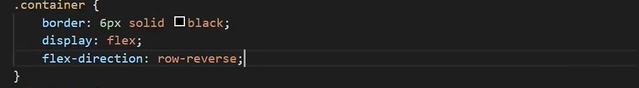 .container {
border: 6px solid black;
display: flex;
flex-direction: row-reverse;
}